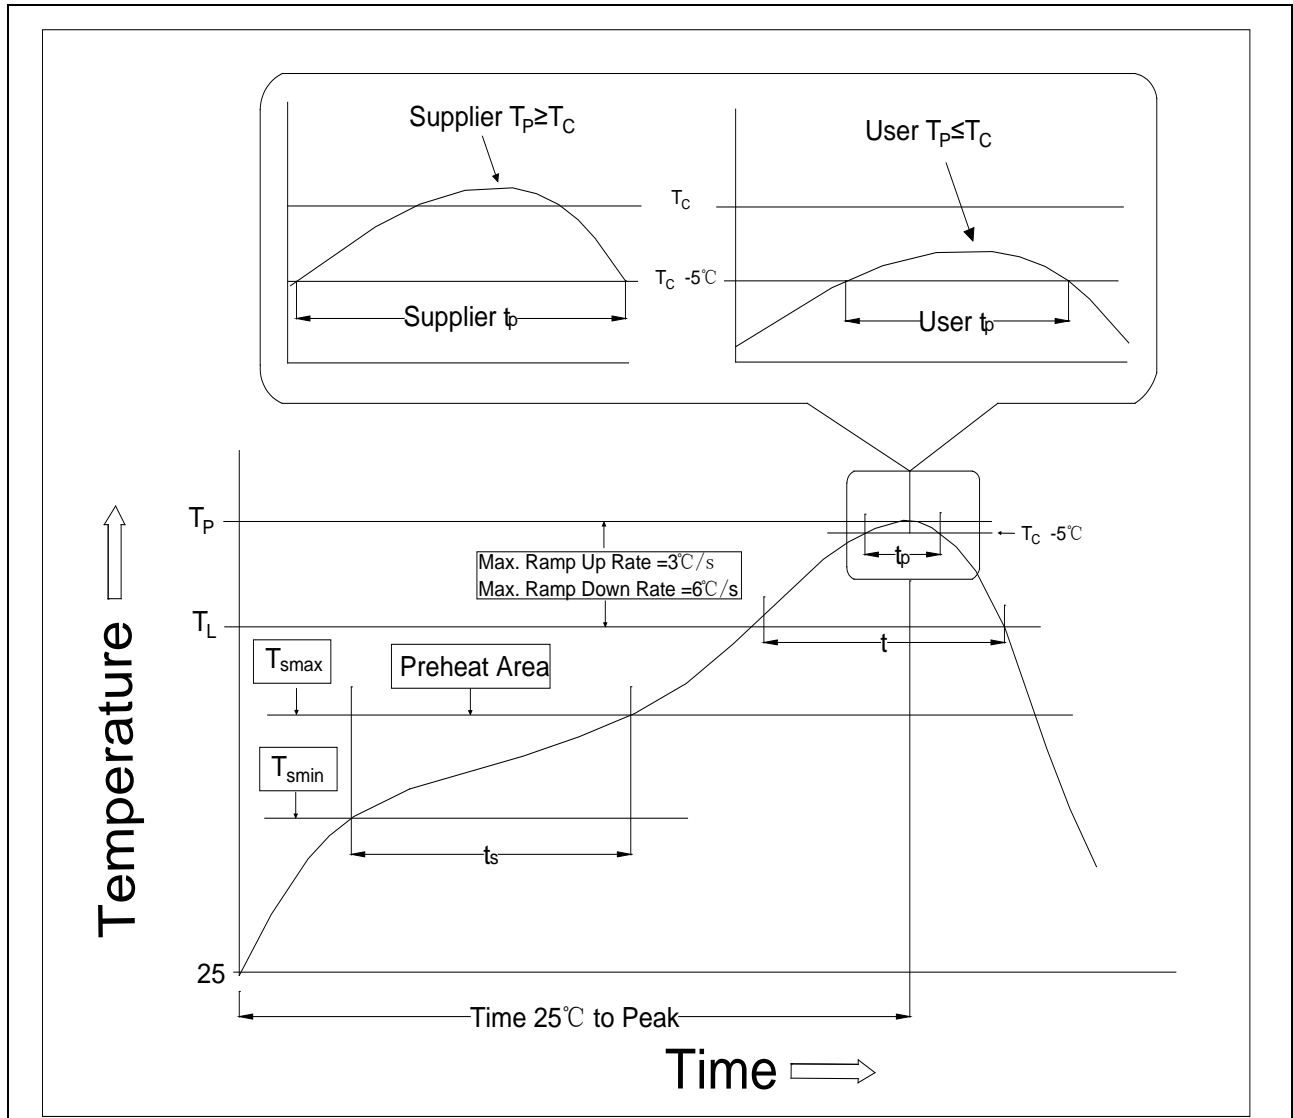 Supplier TP≥TC
User TP≤TC
TC
TC -5℃
Supplier tp
User tp
TP
TC -5℃
tp
Max. Ramp Up Rate =3℃/s
Max. Ramp Down Rate =6℃/s
TL
t
Tsmax
Preheat Area
Tsmin
ts
Temperature
25
Time 25℃ to Peak
Time